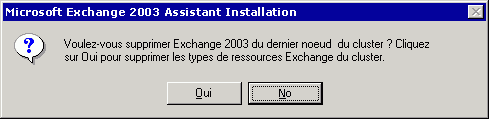 Microsoft Exchange 2003 Assistant Installation
Voulez-vous supprimer Exchange 2003 du dernier noeud du cluster ? Cliquez
sur Oui pour supprimer les types de ressources Exchange du cluster.
Oui
No